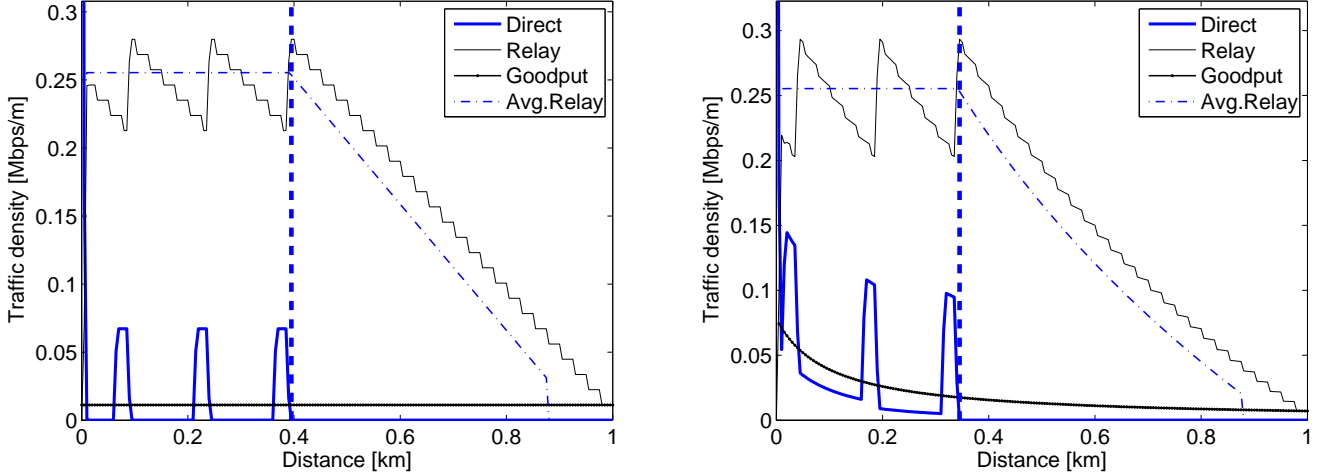 Traffic density [Mbps/m]
0.3
0.25
0.2
0.15
0.1
0.05
0
0 0.2 0.4 0.6 0.8 1
Distance [km]
Direct
Relay
Goodput
Avg.Relay
Traffic density [Mbps/m]
0.3
0.25
0.2
0.15
0.1
0.05
0
0 0.2 0.4 0.6 0.8 1
Distance [km]
Direct
Relay
Goodput
Avg.Relay